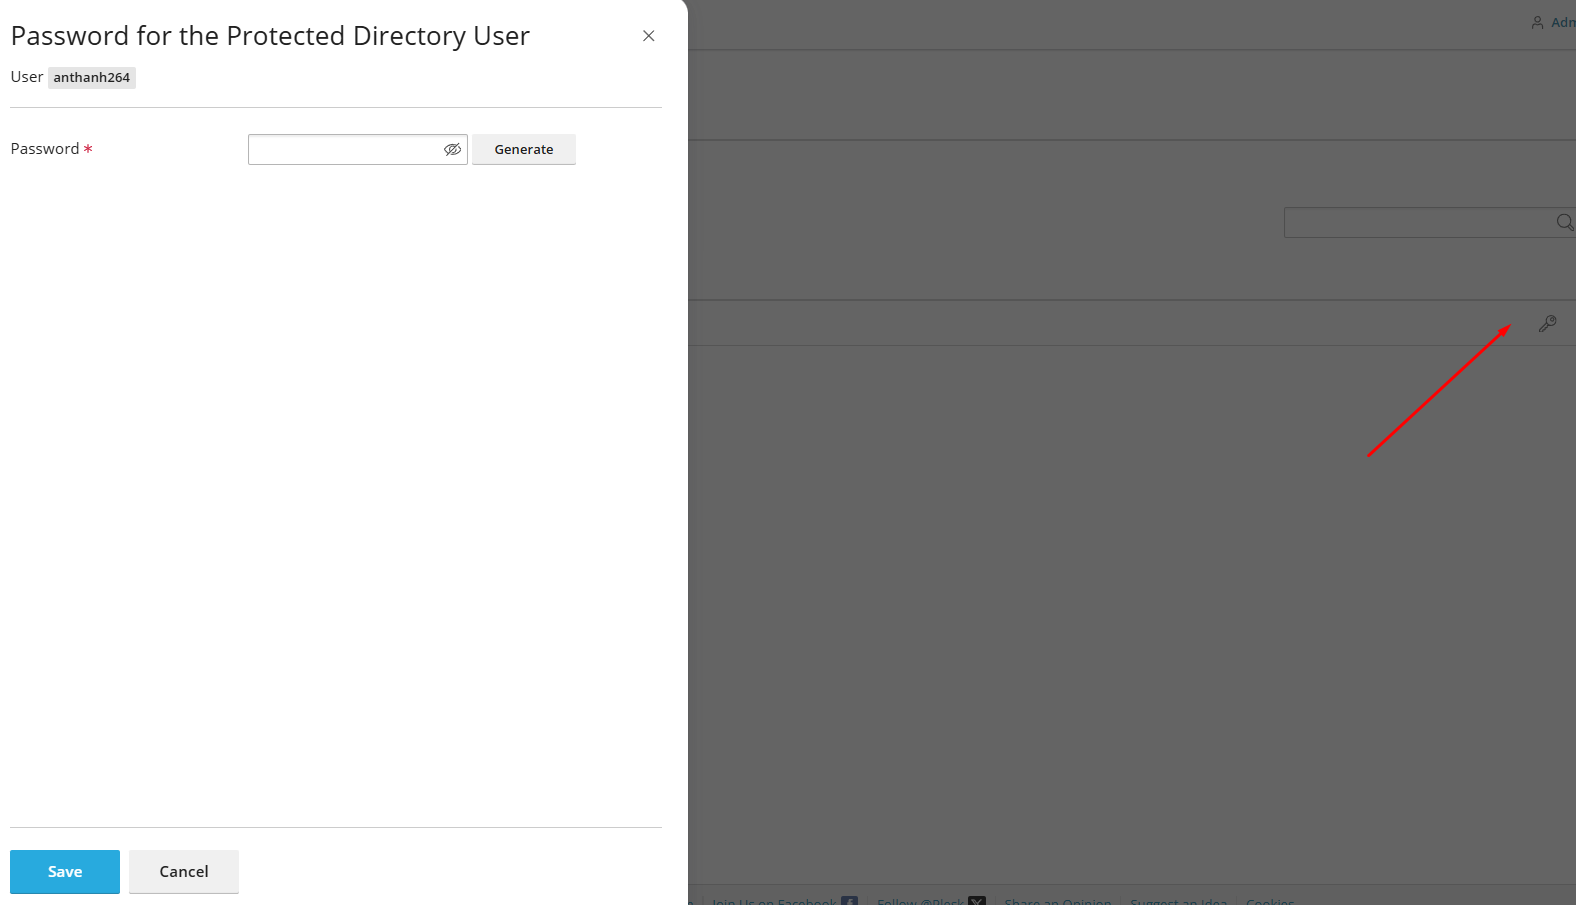 Password for the Protected Directory User
User anthanh264
Password *
Generate
Save
Cancel
Join Us on Facebook
Follow @Plesk
Share an Opinion
Suggest an Idea
Cookies